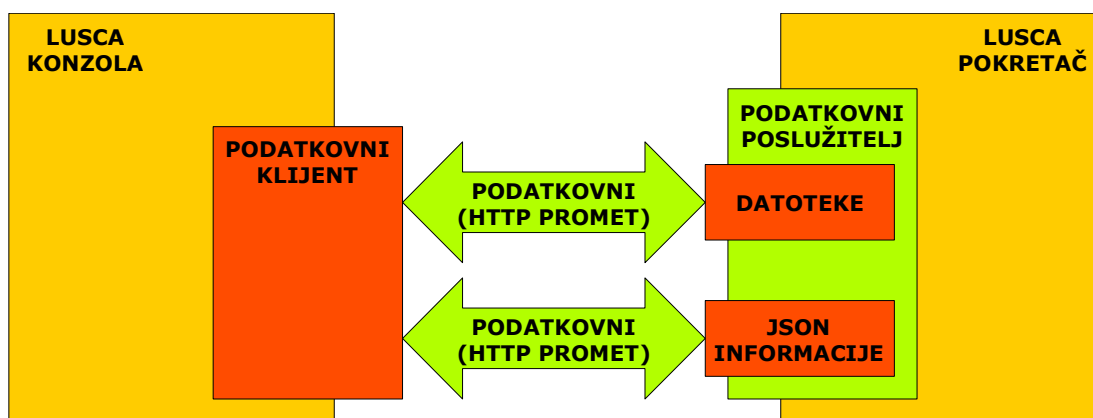 LUSCA
KONZOLA
LUSCA
POKRETAČ
PODATKOVNI
KLIJENT
PODATKOVNI
POSLUŽITELJ
PODATKOVNI
(HTTP PROMET)
DATOTEKE
PODATKOVNI
(HTTP PROMET)
JSON
INFORMACIJE